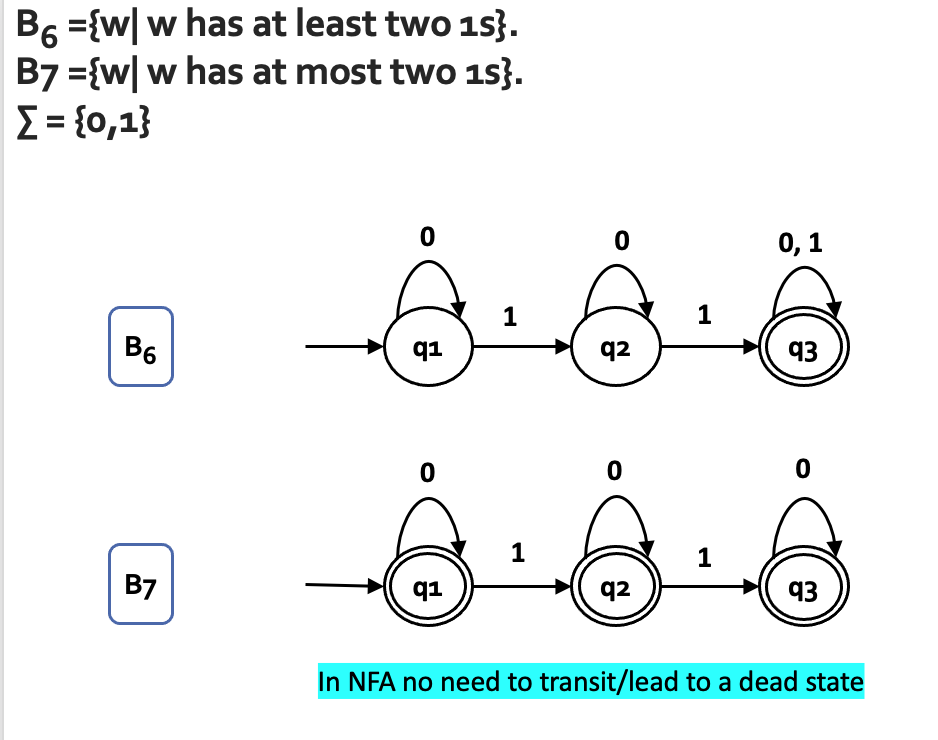 B6 ={w| w has at least two 1s}.
B7 ={w| w has at most two 1s}.
∑ = {0,1}
0 0 0, 1
1 1
B6 q1 q2 q3
0 0 0
1 1
B7 q1 q2 q3
In NFA no need to transit/lead to a dead state